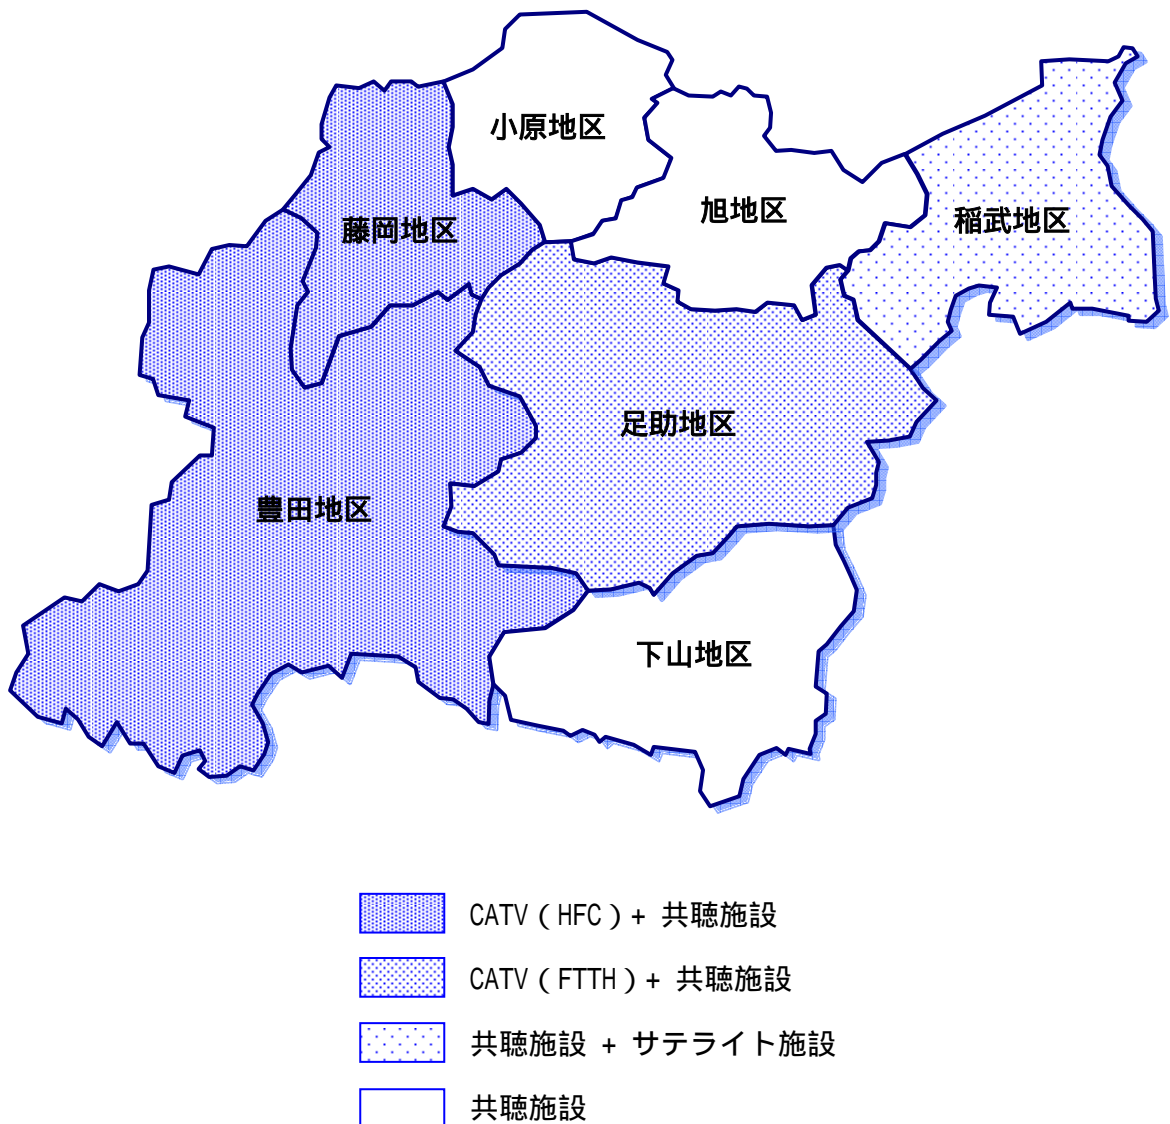 小原地区
旭地区
稲武地区
藤岡地区
足助地区
豊田地区
下山地区
CATV(HFC)+ 共聴施設
CATV(FTTH)+ 共聴施設
共聴施設 + サテライト施設
共聴施設